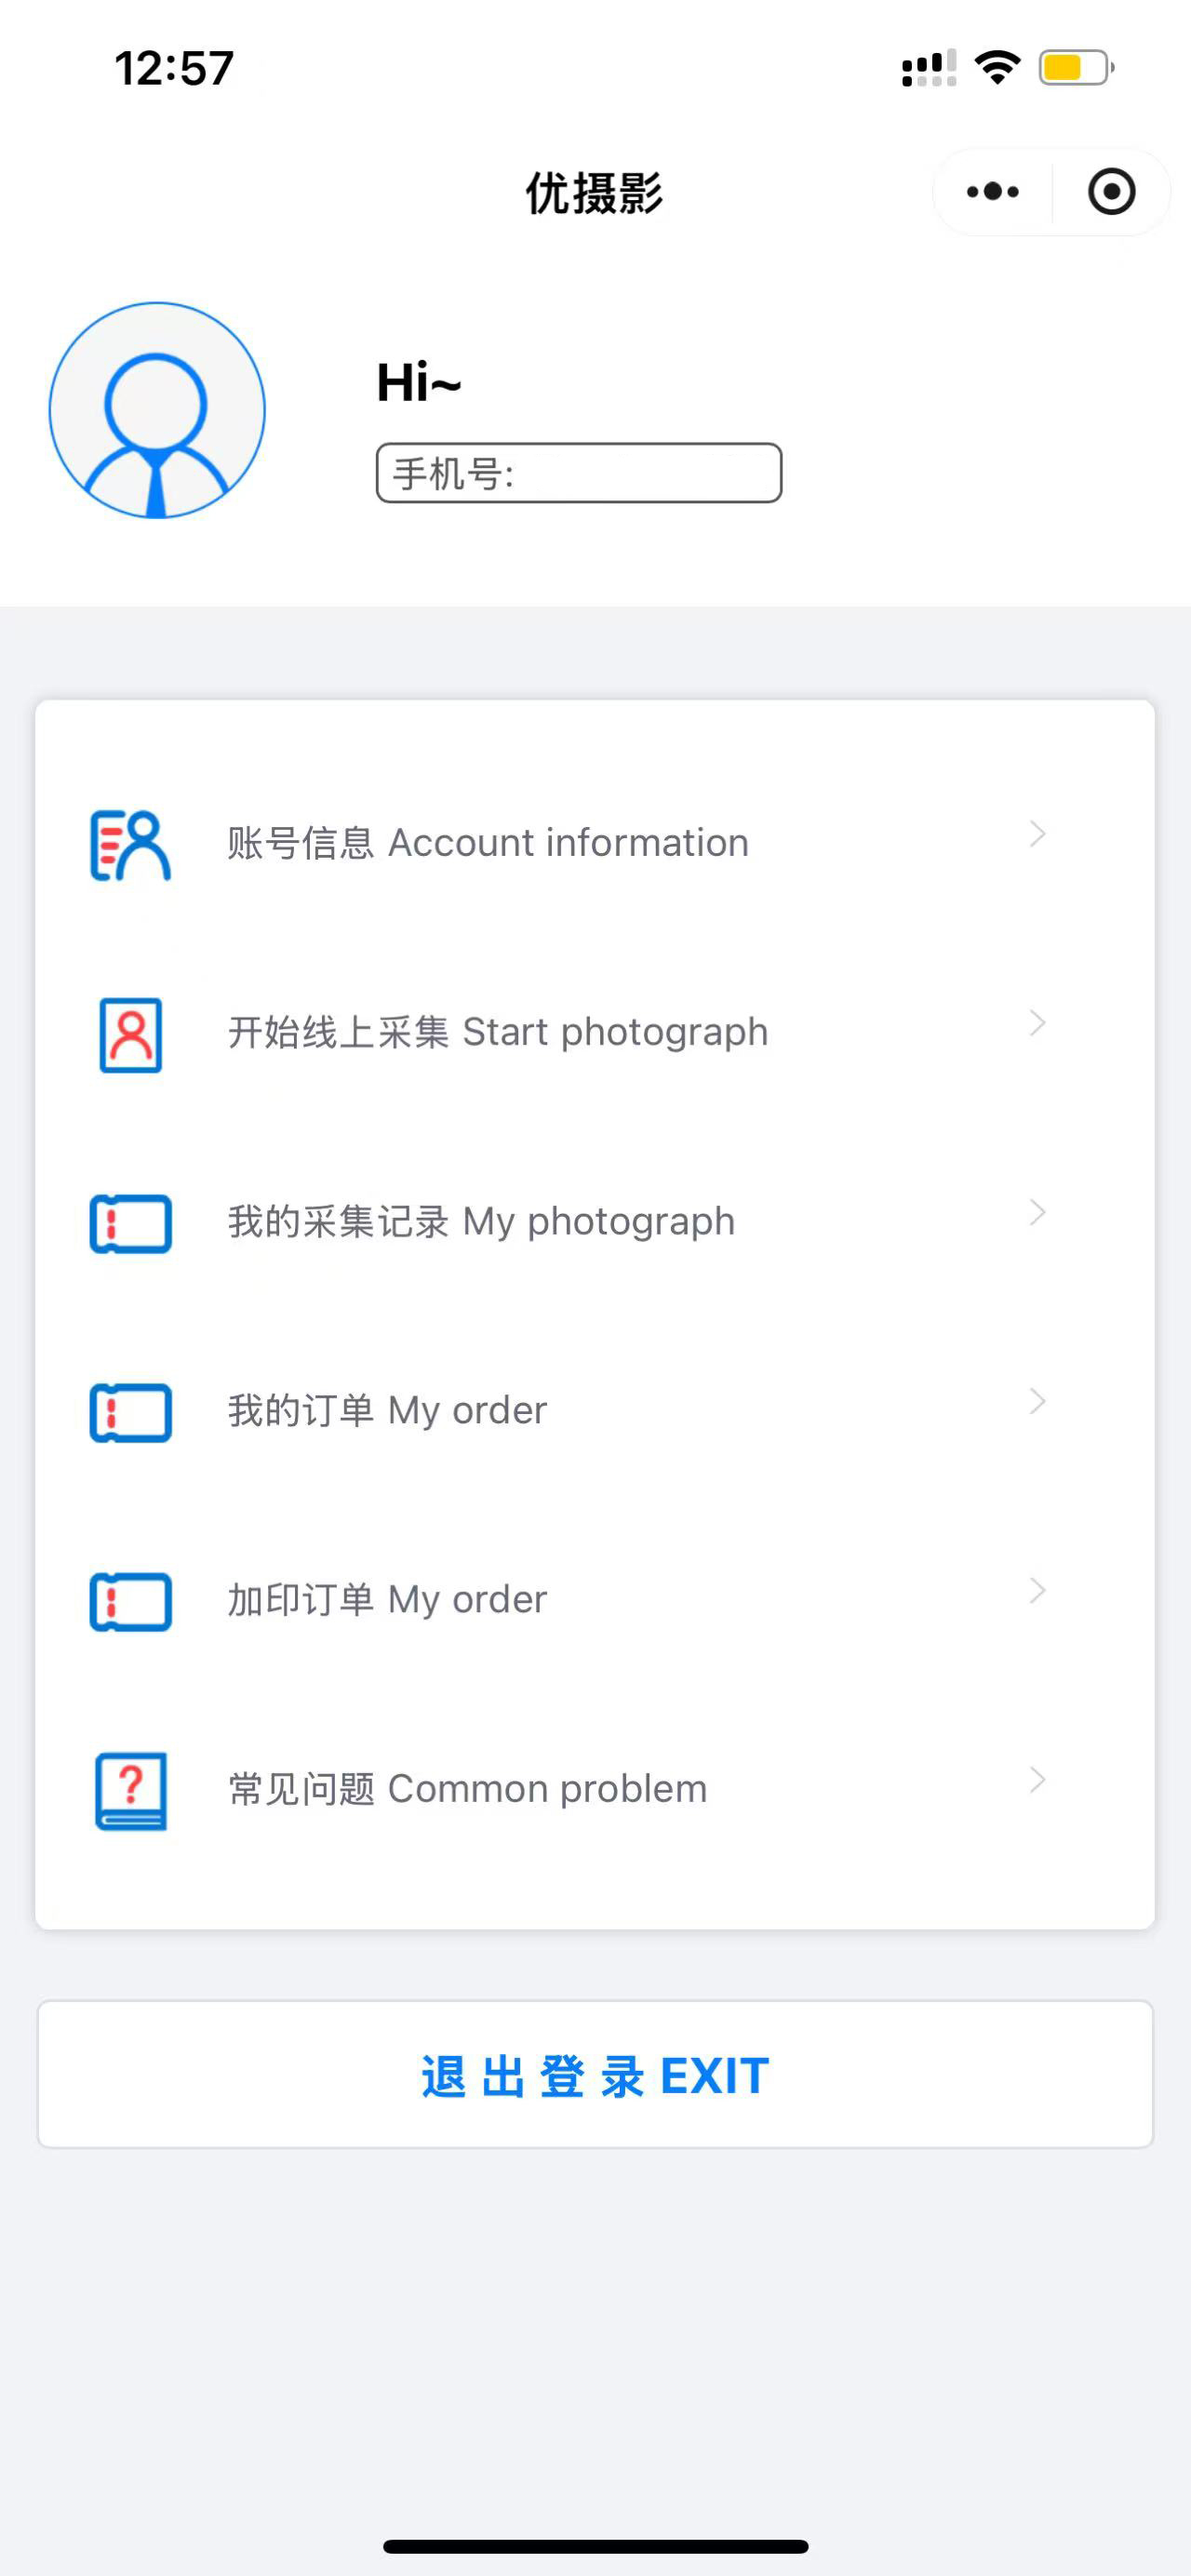 12:57
优摄影
Hi~
手机号:
账号信息 Account information
开始线上采集 Start photograph
我的采集记录 My photograph
我的订单 My order
加印订单 My order
常见问题 Common problem
退 出 登 录 EXIT